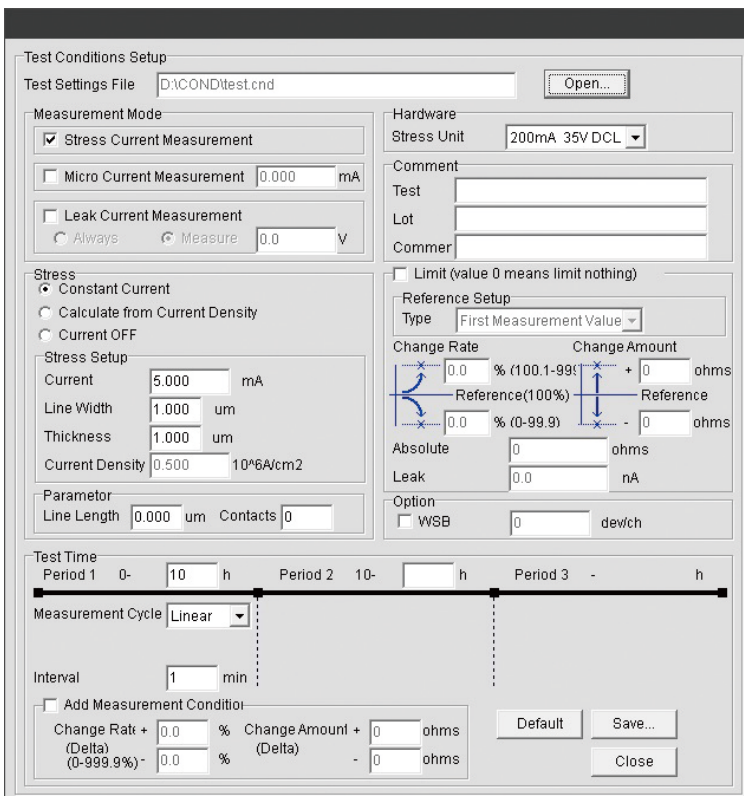 Test Conditions Setup
Test Settings File D:\COND\test.cnd Open...
Measurement Mode
Stress Current Measurement
Micro Current Measurement 0.000 mA
Leak Current Measurement
Always Measure 0.0 V
Hardware
Stress Unit 200mA 35V DCL
Comment
Test
Lot
Commer
Stress
Constant Current
Calculate from Current Density
Current OFF
Stress Setup
Current 5.000 mA
Line Width 1.000 um
Thickness 1.000 um
Current Density 0.500 10^6A/cm2
Parametor
Line Length 0.000 um Contacts 0
Limit (value 0 means limit nothing)
Reference Setup
Type First Measurement Value
Change Rate Change Amount
0.0 % (100.1-999 + 0 ohms
Reference(100%) Reference
0.0 % (0-99.9) - 0 ohms
Absolute 0 ohms
Leak 0.0 nA
Option
WSB 0 dev/ch
Test Time
Period 1 0- 10 h Period 2 10- h Period 3 - h
Measurement Cycle Linear
Interval 1 min
Add Measurement Condition
Change Rate + 0.0 % Change Amount + 0 ohms
(Delta) (Delta)
(0-999.9%) - 0.0 % - 0 ohms
Default Save...
Close